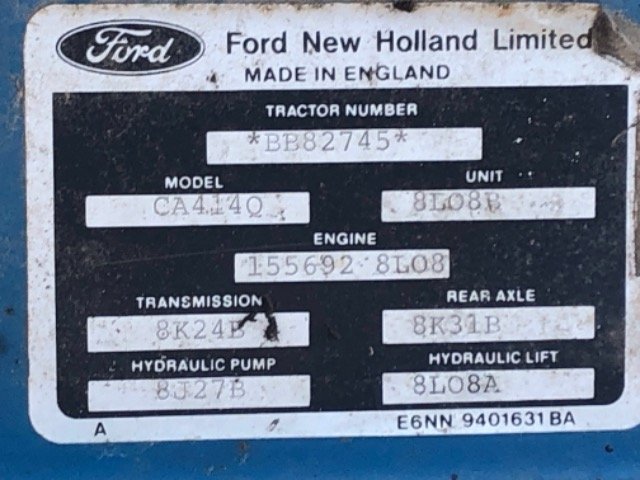 Ford Ford New Holland Limited
MADE IN ENGLAND
TRACTOR NUMBER
*BB82745*
MODEL UNIT
CA414Q 8L08B
ENGINE
155692 8L08
TRANSMISSION REAR AXLE
8K24B 8K31B
HYDRAULIC PUMP HYDRAULIC LIFT
8J27B 8L08A
A E6NN 9401631BA